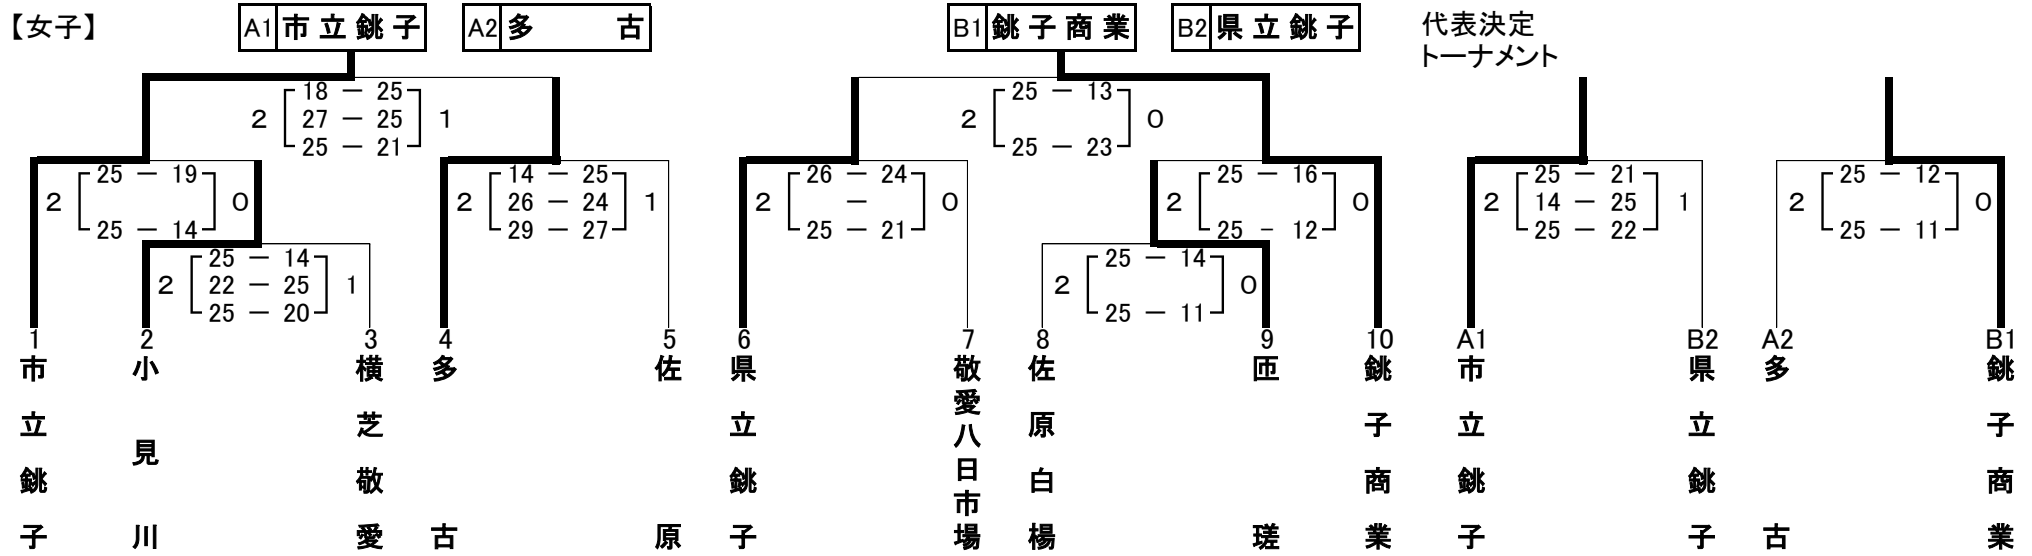 【女子】
A1 市立銚子
A2 多古
B1 銚子商業
B2 県立銚子
代表決定
トーナメント
18 － 25
2 27 － 25 1
25 － 21
25 － 13
2 0
25 － 23
25 － 19
2 0
25 － 14
14 － 25
2 26 － 24 1
29 － 27
26 － 24
2 － 0
25 － 21
25 － 16
2 0
25 － 12
25 － 21
2 14 － 25 1
25 － 22
25 － 12
2 0
25 － 11
25 － 14
2 22 － 25 1
25 － 20
25 － 14
2 0
25 － 11
1 市立銚子
2 小見川
3 横芝敬愛
4 多古
5 佐原
6 県立銚子
7 敬愛八日市場
8 佐原白楊
9 匝瑳
10 銚子商業
A1 市立銚子
B2 県立銚子
A2 多古
B1 銚子商業